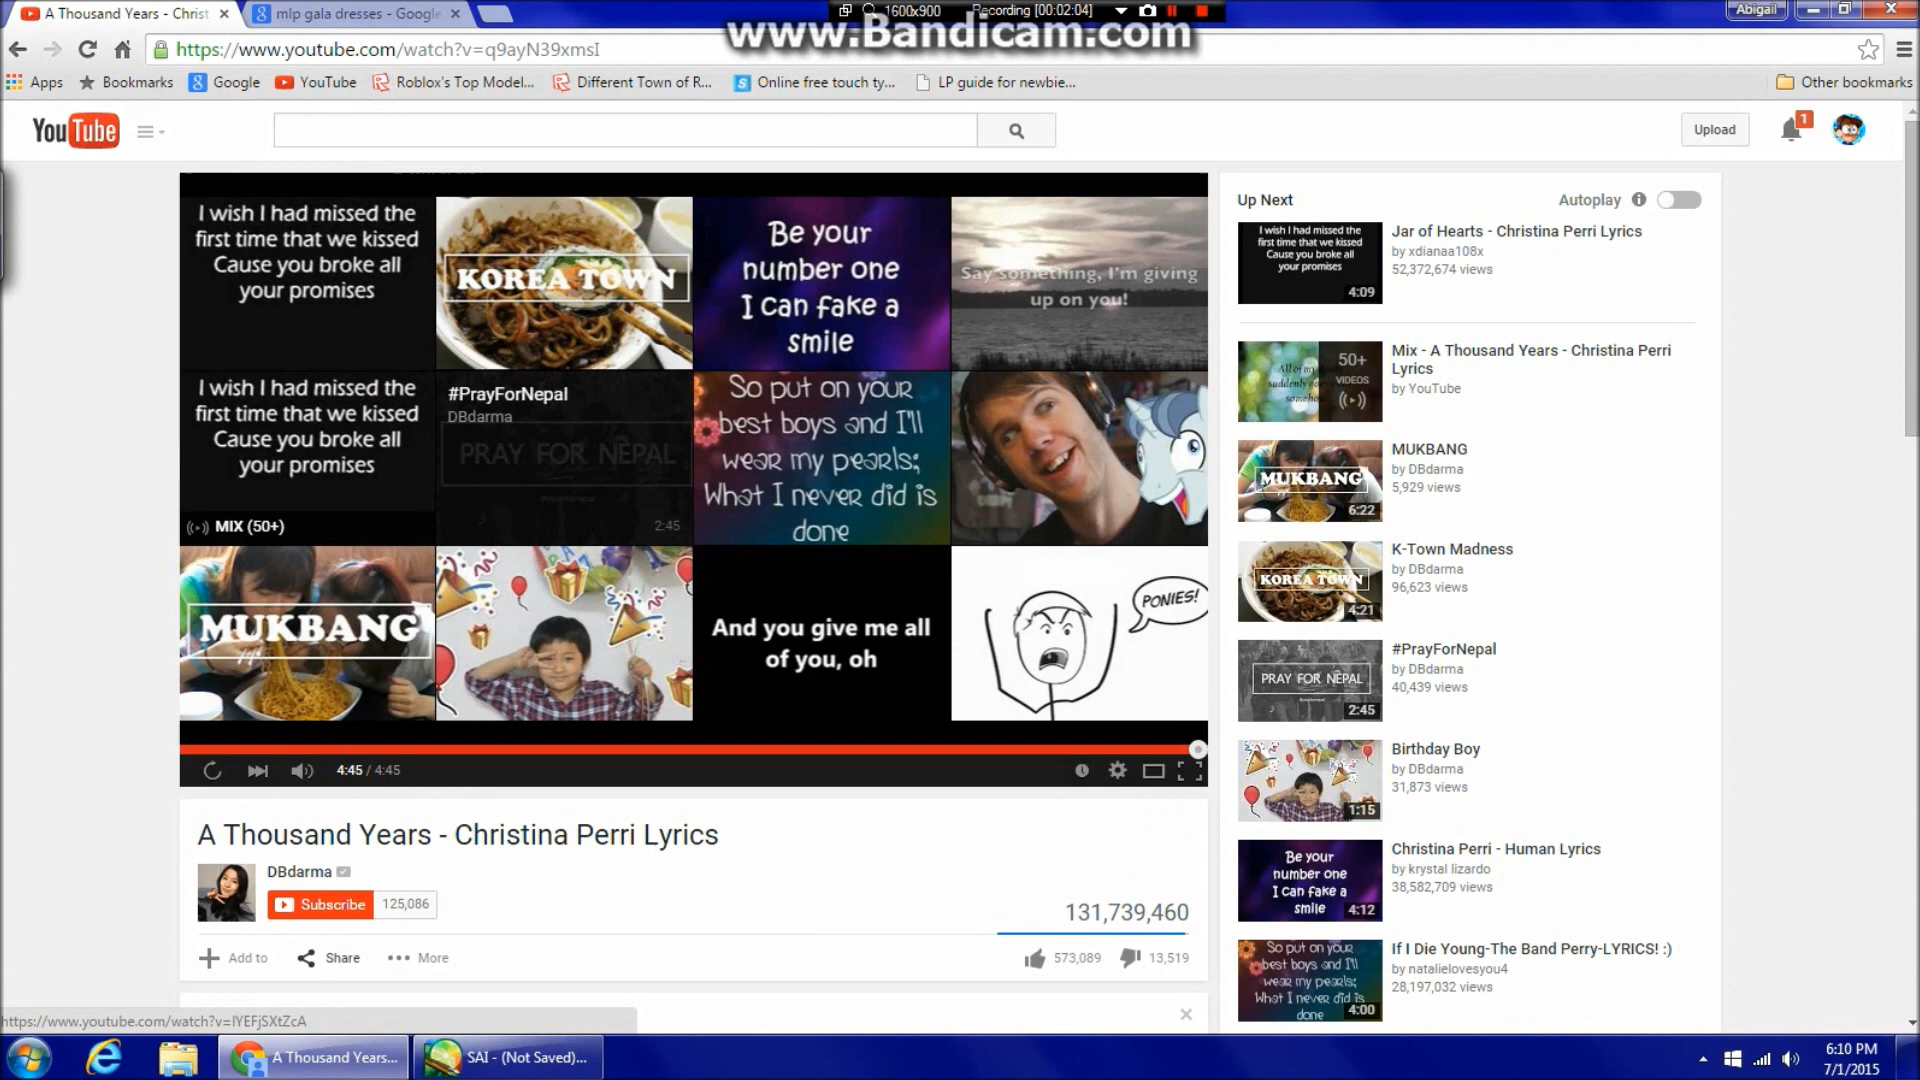 A Thousand Years - Christ
mlp gala dresses - Google
1600x900
Recording [00:02:04]
Abigail
www.Bandicam.com
https://www.youtube.com/watch?v=q9ayN39xmsI
Apps
Bookmarks
Google
YouTube
Roblox's Top Model...
Different Town of R...
Online free touch ty...
LP guide for newbie...
Other bookmarks
YouTube
Upload
1
I wish I had missed the
first time that we kissed
Cause you broke all
your promises
KOREA TOWN
Be your
number one
I Can fake a
smile
Say something, I'm giving
up on you!
I wish I had missed the
first time that we kissed
Cause you broke all
your promises
MIX (50+)
#PrayForNepal
DBdarma
PRAY FOR NEPAL
2:45
So put on your
best boys and I'll
wear my pearls;
What I never did is
done
MUKBANG
And you give me all
of you, oh
PONIES!
4:45 / 4:45
A Thousand Years - Christina Perri Lyrics
DBdarma
Subscribe
125,086
131,739,460
Add to
Share
More
573,089
13,519
Up Next
Autoplay
I wish I had missed the
first time that we kissed
Cause you broke all
your promises
4:09
Jar of Hearts - Christina Perri Lyrics
by xdianaa108x
52,372,674 views
All of my
suddenly
somehow
50+
VIDEOS
Mix - A Thousand Years - Christina Perri
Lyrics
by YouTube
MUKBANG
6:22
MUKBANG
by DBdarma
5,929 views
KOREA TOWN
4:21
K-Town Madness
by DBdarma
96,623 views
PRAY FOR NEPAL
2:45
#PrayForNepal
by DBdarma
40,439 views
1:15
Birthday Boy
by DBdarma
31,873 views
Be your
number one
I Can fake a
smile
4:12
Christina Perri - Human Lyrics
by krystal lizardo
38,582,709 views
So put on your
best boys and I'll
wear my pearls;
What I never did is
done
4:00
If I Die Young-The Band Perry-LYRICS! :)
by natalielovesyou4
28,197,032 views
https://www.youtube.com/watch?v=IYEFjSXtZcA
A Thousand Years...
SAI - (Not Saved)...
6:10 PM
7/1/2015